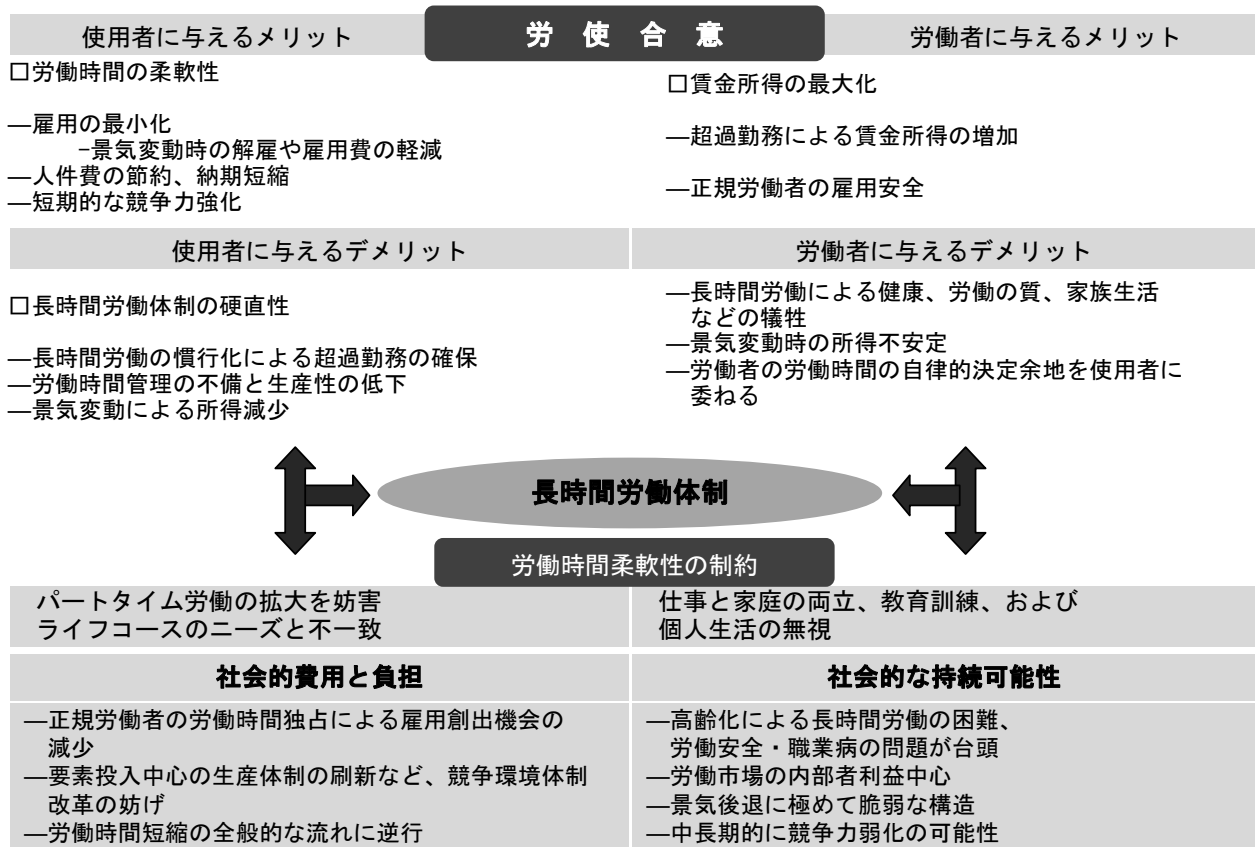 労使合意
使用者に与えるメリット
□労働時間の柔軟性
―雇用の最小化
-景気変動時の解雇や雇用費の軽減
―人件費の節約、納期短縮
―短期的な競争力強化
労働者に与えるメリット
□賃金所得の最大化
―超過勤務による賃金所得の増加
―正規労働者の雇用安全
使用者に与えるデメリット
□長時間労働体制の硬直性
―長時間労働の慣行化による超過勤務の確保
―労働時間管理の不備と生産性の低下
―景気変動による所得減少
労働者に与えるデメリット
―長時間労働による健康、労働の質、家族生活
などの犠牲
―景気変動時の所得不安定
―労働者の労働時間の自律的決定余地を使用者に
委ねる
長時間労働体制
労働時間柔軟性の制約
パートタイム労働の拡大を妨害
ライフコースのニーズと不一致
仕事と家庭の両立、教育訓練、および
個人生活の無視
社会的費用と負担
―正規労働者の労働時間独占による雇用創出機会の
減少
―要素投入中心の生産体制の刷新など、競争環境体制
改革の妨げ
―労働時間短縮の全般的な流れに逆行
社会的な持続可能性
―高齢化による長時間労働の困難、
労働安全・職業病の問題が台頭
―労働市場の内部者利益中心
―景気後退に極めて脆弱な構造
―中長期的に競争力弱化の可能性